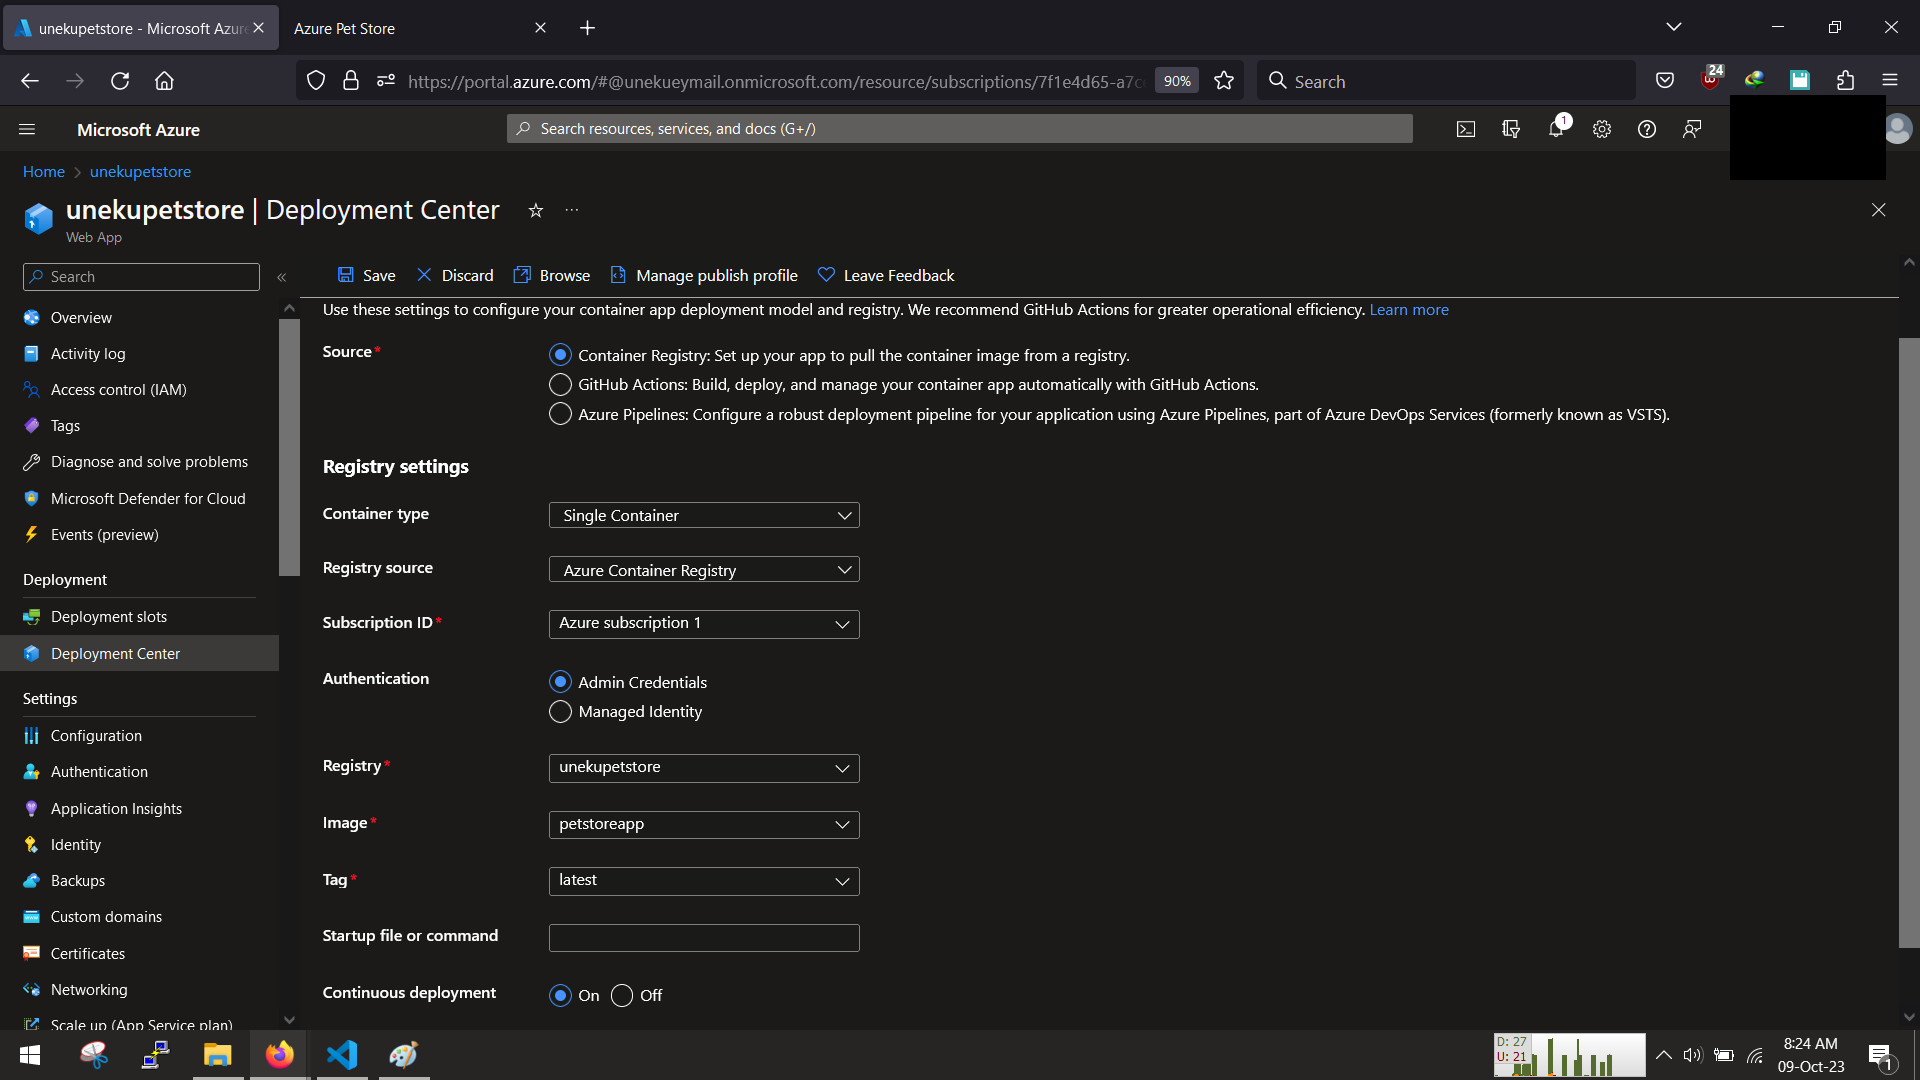 unekupetstore - Microsoft Azure
Azure Pet Store
https://portal.azure.com/#@unekueymail.onmicrosoft.com/resource/subscriptions/7f1e4d65-a7c
90%
Search
24
Microsoft Azure
Search resources, services, and docs (G+/)
1
Home
unekupetstore
unekupetstore | Deployment Center
Web App
Search
Save
Discard
Browse
Manage publish profile
Leave Feedback
Overview
Activity log
Access control (IAM)
Tags
Diagnose and solve problems
Microsoft Defender for Cloud
Events (preview)
Deployment
Deployment slots
Deployment Center
Settings
Configuration
Authentication
Application Insights
Identity
Backups
Custom domains
Certificates
Networking
Scale up (App Service plan)
Use these settings to configure your container app deployment model and registry. We recommend GitHub Actions for greater operational efficiency. Learn more
Source*
Container Registry: Set up your app to pull the container image from a registry.
GitHub Actions: Build, deploy, and manage your container app automatically with GitHub Actions.
Azure Pipelines: Configure a robust deployment pipeline for your application using Azure Pipelines, part of Azure DevOps Services (formerly known as VSTS).
Registry settings
Container type
Single Container
Registry source
Azure Container Registry
Subscription ID*
Azure subscription 1
Authentication
Admin Credentials
Managed Identity
Registry*
unekupetstore
Image*
petstoreapp
Tag*
latest
Startup file or command
Continuous deployment
On
Off
D: 27
U: 21
8:24 AM
09-Oct-23
1